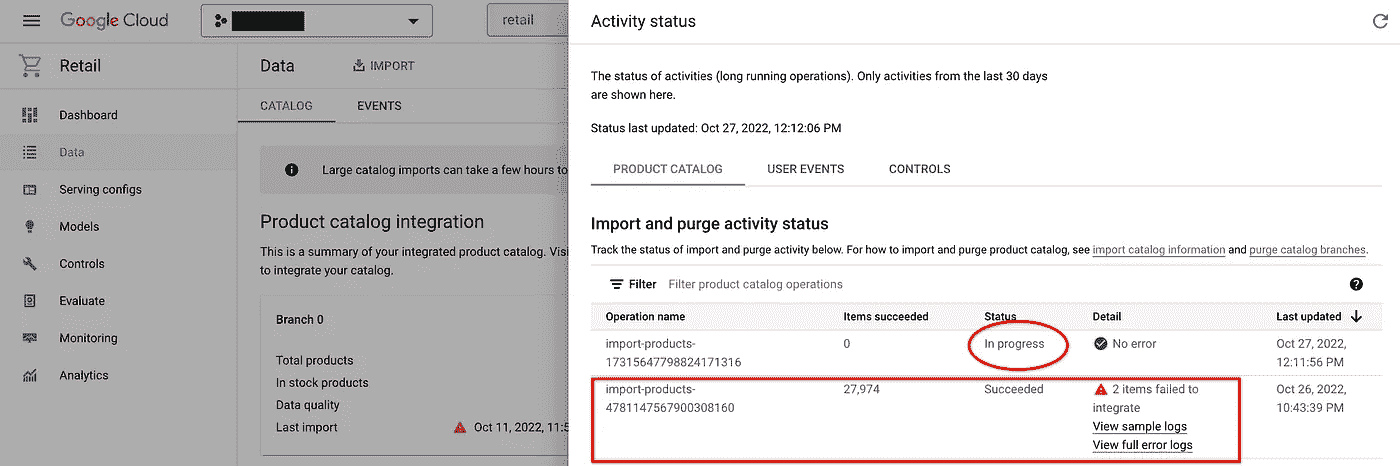 Google Cloud
retail
Retail
Dashboard
Data
Serving configs
Models
Controls
Evaluate
Monitoring
Analytics
Data
IMPORT
CATALOG EVENTS
Large catalog imports can take a few hours to
Product catalog integration
This is a summary of your integrated product catalog. Visi
to integrate your catalog.
Branch 0
Total products
In stock products
Data quality
Last import Oct 11, 2022, 11:5
Activity status
The status of activities (long running operations). Only activities from the last 30 days
are shown here.
Status last updated: Oct 27, 2022, 12:12:06 PM
PRODUCT CATALOG USER EVENTS CONTROLS
Import and purge activity status
Track the status of import and purge activity below. For how to import and purge product catalog, see import catalog information and purge catalog branches.
Filter Filter product catalog operations
Operation name Items succeeded Status Detail Last updated
import-products- 0 In progress No error Oct 27, 2022,
17315647798824171316 12:11:56 PM
import-products- 27,974 Succeeded 2 items failed to Oct 26, 2022,
4781147567900308160 integrate 10:43:39 PM
View sample logs
View full error logs